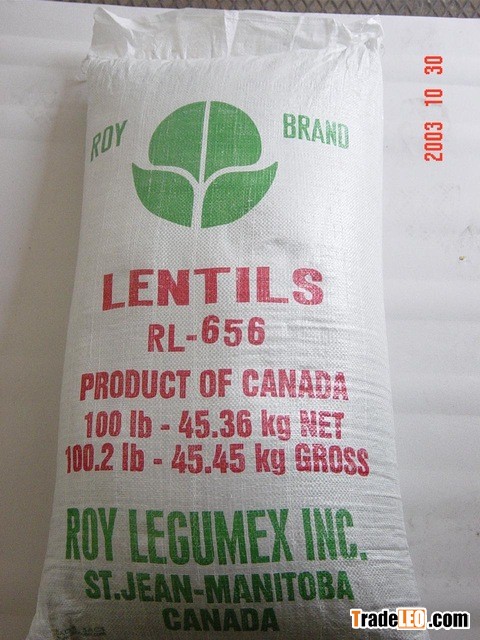 ROY BRAND
2003 10 30
LENTILS
RL-656
PRODUCT OF CANADA
100 lb - 45.36 kg NET
100.2 lb - 45.45 kg GROSS
ROY LEGUMEX INC.
ST.JEAN-MANITOBA
CANADA
TradeLEO.com